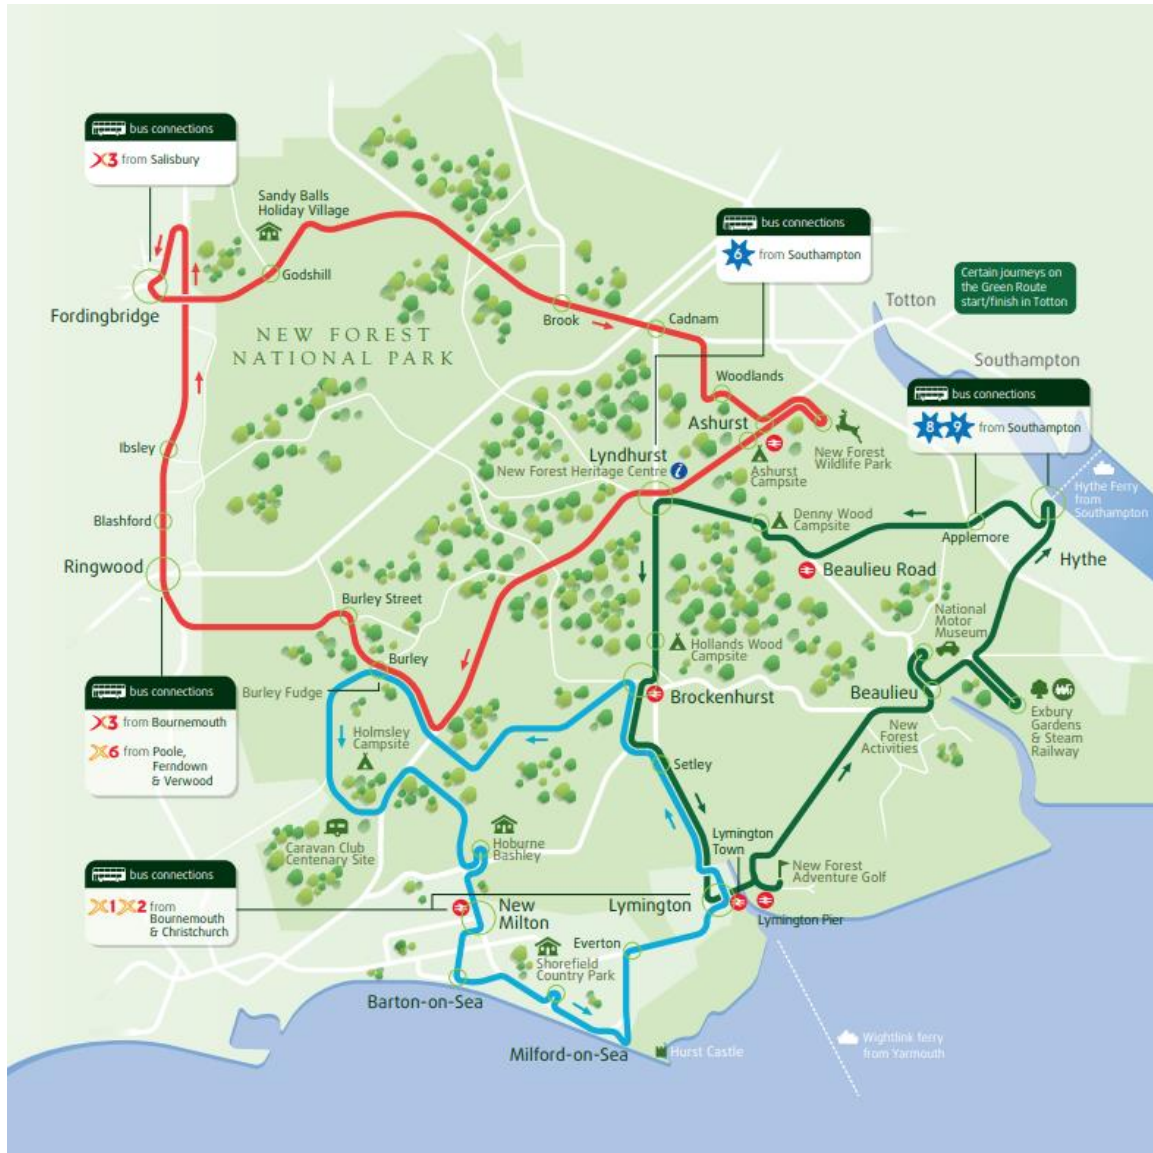 bus connections
X3 from Salisbury
Sandy Balls
Holiday Village
Godshill
Fordingbridge
NEW FOREST
NATIONAL PARK
bus connections
6 from Southampton
Certain journeys on
the Green Route
start/finish in Totton
Totton
Southampton
Brook
Cadnam
Woodlands
Ashurst
bus connections
8 9 from Southampton
Ibsley
Lyndhurst
New Forest Heritage Centre i
Ashurst
Campsite
New Forest
Wildlife Park
Hythe Ferry
from
Southampton
Blashford
Denny Wood
Campsite
Applemore
Ringwood
Beaulieu Road
Hythe
Burley Street
National
Motor
Museum
Hollands Wood
Campsite
Burley
Burley Fudge
Brockenhurst
Beaulieu
bus connections
X3 from Bournemouth
X6 from Poole,
Ferndown
& Verwood
Holmsley
Campsite
New
Forest
Activities
Exbury
Gardens
& Steam
Railway
Setley
Caravan Club
Centenary Site
Hoburne
Bashley
Lymington
Town
New Forest
Adventure Golf
bus connections
X1 X2 from
Bournemouth
& Christchurch
New
Milton
Lymington
Lymington Pier
Everton
Shorefield
Country Park
Barton-on-Sea
Milford-on-Sea
Hurst Castle
Wightlink ferry
from Yarmouth